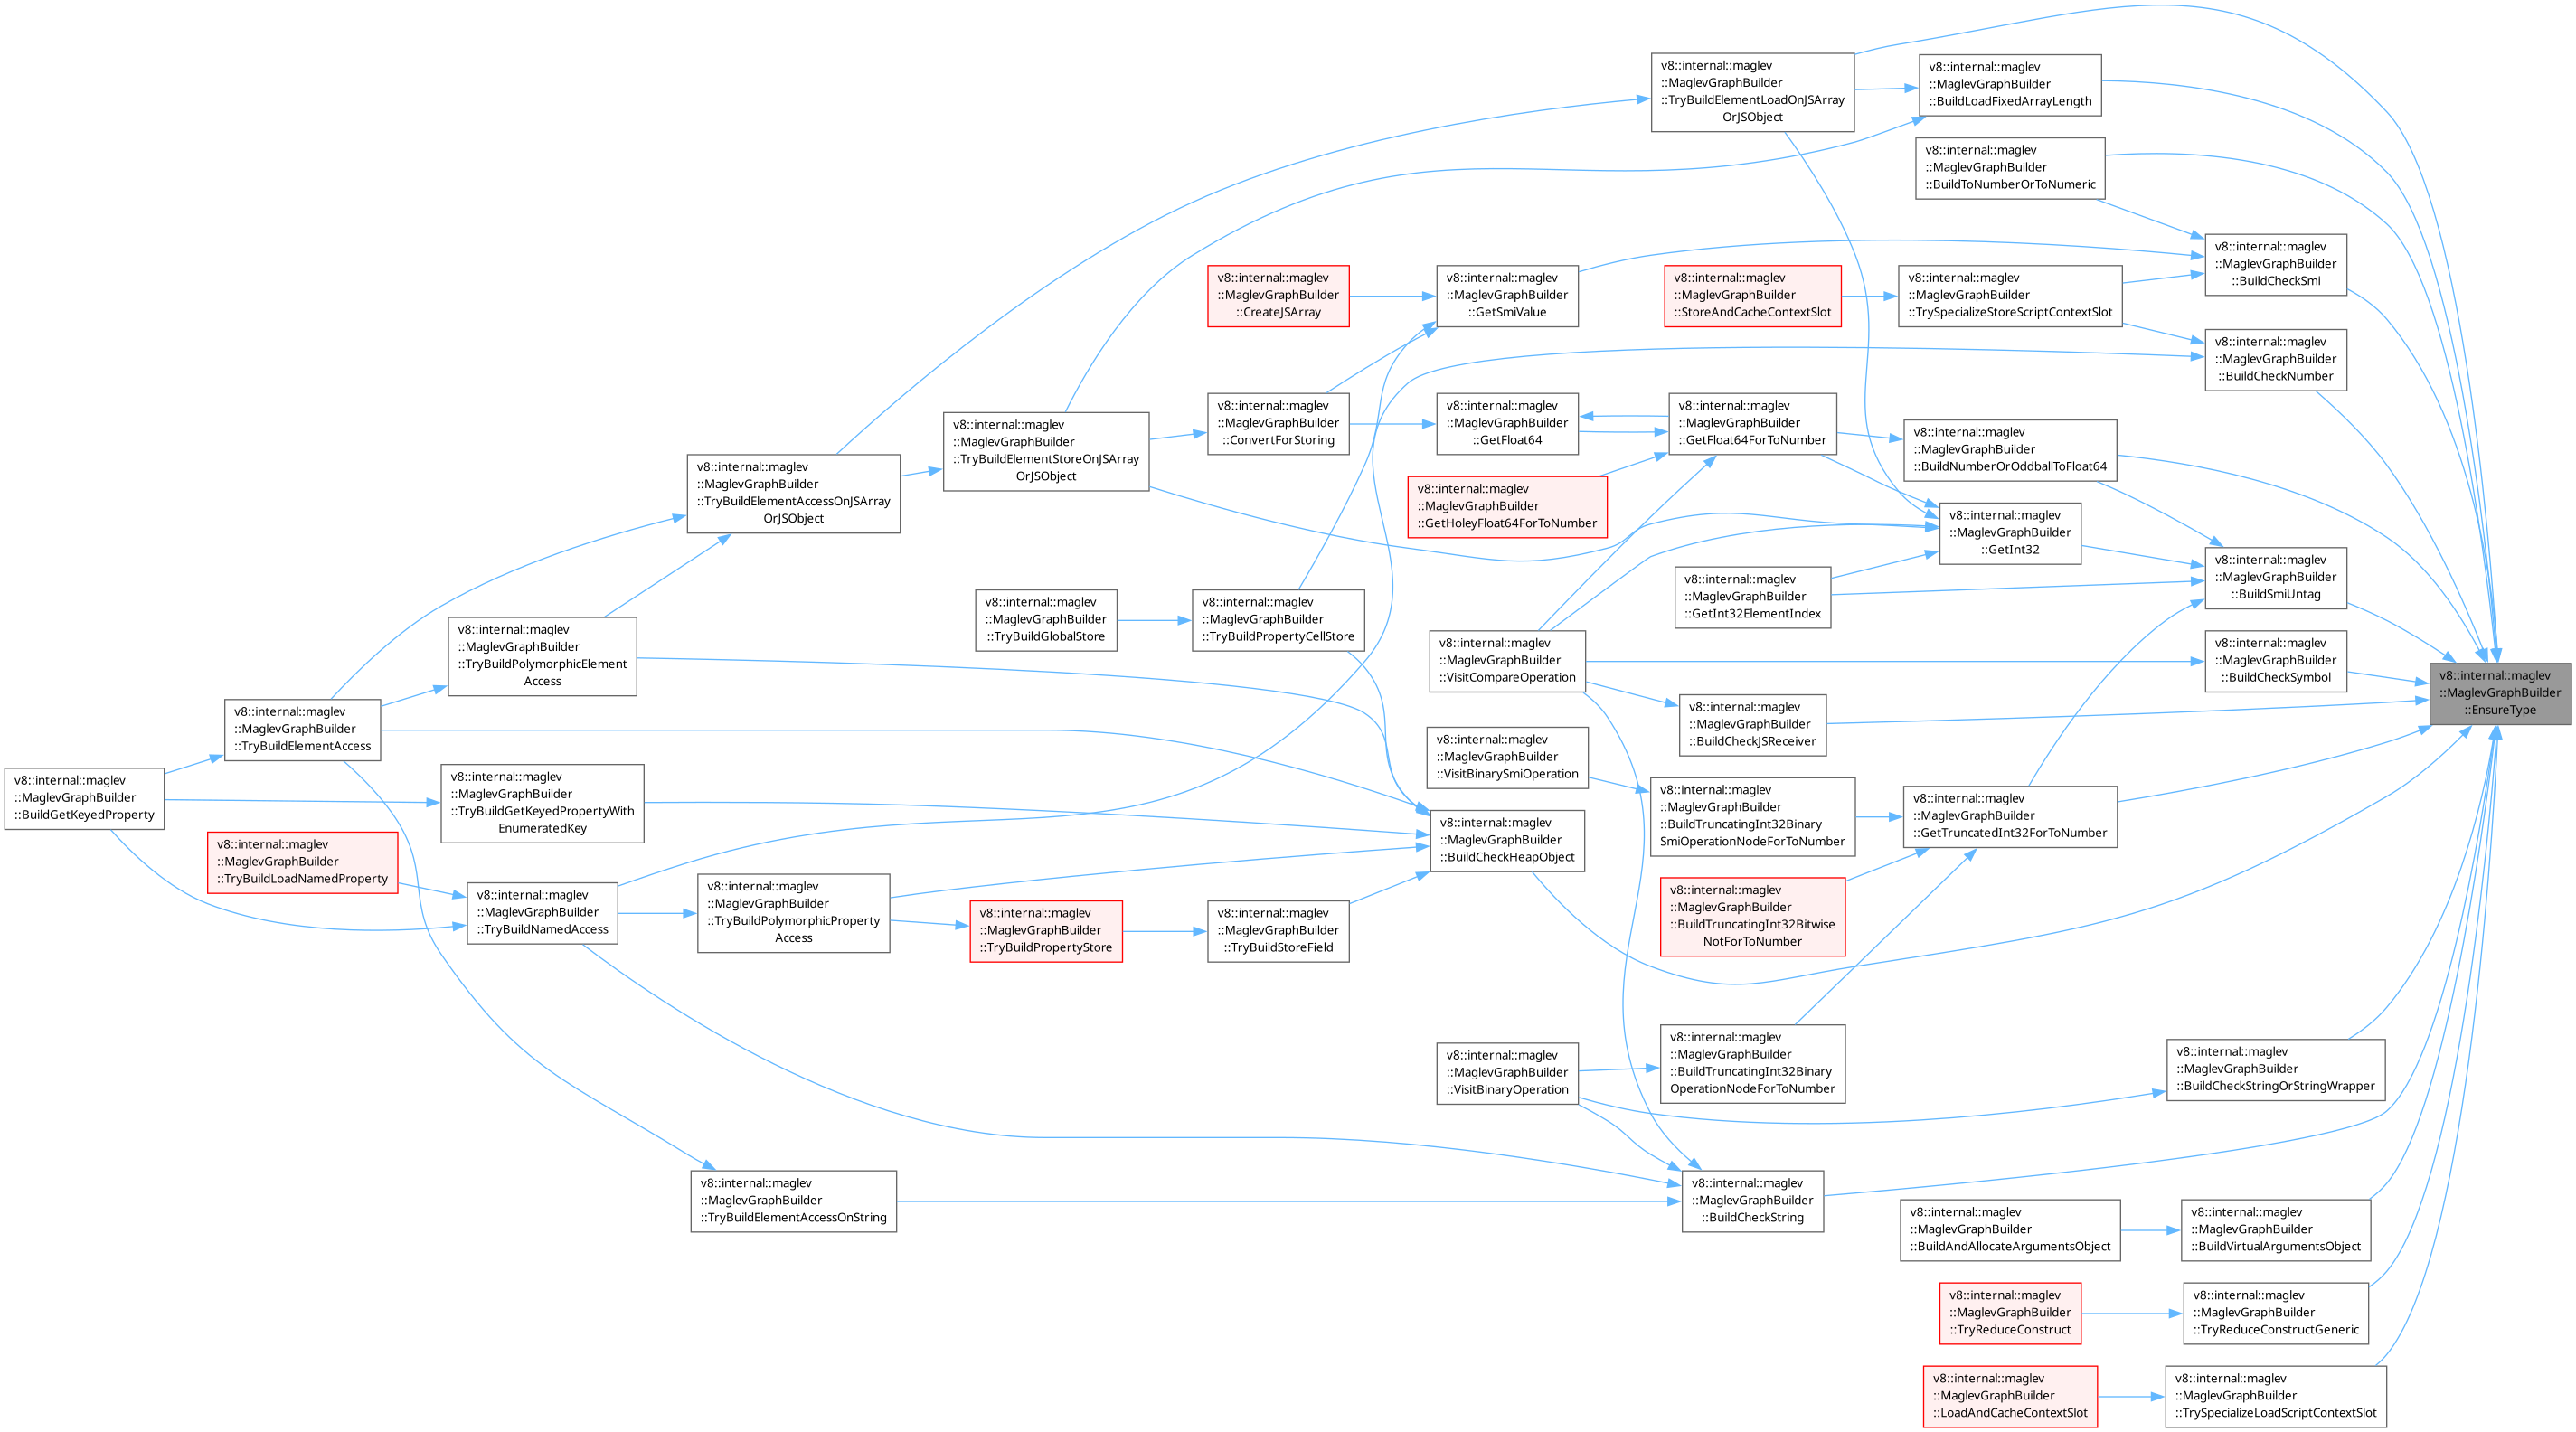 v8::internal::maglev
::MaglevGraphBuilder
::TryBuildElementLoadOnJSArray
OrJSObject
v8::internal::maglev
::MaglevGraphBuilder
::BuildLoadFixedArrayLength
v8::internal::maglev
::MaglevGraphBuilder
::BuildToNumberOrToNumeric
v8::internal::maglev
::MaglevGraphBuilder
::BuildCheckSmi
v8::internal::maglev
::MaglevGraphBuilder
::CreateJSArray
v8::internal::maglev
::MaglevGraphBuilder
::GetSmiValue
v8::internal::maglev
::MaglevGraphBuilder
::StoreAndCacheContextSlot
v8::internal::maglev
::MaglevGraphBuilder
::TrySpecializeStoreScriptContextSlot
v8::internal::maglev
::MaglevGraphBuilder
::BuildCheckNumber
v8::internal::maglev
::MaglevGraphBuilder
::TryBuildElementStoreOnJSArray
OrJSObject
v8::internal::maglev
::MaglevGraphBuilder
::ConvertForStoring
v8::internal::maglev
::MaglevGraphBuilder
::GetFloat64
v8::internal::maglev
::MaglevGraphBuilder
::GetFloat64ForToNumber
v8::internal::maglev
::MaglevGraphBuilder
::BuildNumberOrOddballToFloat64
v8::internal::maglev
::MaglevGraphBuilder
::TryBuildElementAccessOnJSArray
OrJSObject
v8::internal::maglev
::MaglevGraphBuilder
::GetHoleyFloat64ForToNumber
v8::internal::maglev
::MaglevGraphBuilder
::GetInt32
v8::internal::maglev
::MaglevGraphBuilder
::BuildSmiUntag
v8::internal::maglev
::MaglevGraphBuilder
::TryBuildGlobalStore
v8::internal::maglev
::MaglevGraphBuilder
::TryBuildPropertyCellStore
v8::internal::maglev
::MaglevGraphBuilder
::GetInt32ElementIndex
v8::internal::maglev
::MaglevGraphBuilder
::TryBuildPolymorphicElement
Access
v8::internal::maglev
::MaglevGraphBuilder
::VisitCompareOperation
v8::internal::maglev
::MaglevGraphBuilder
::BuildCheckSymbol
v8::internal::maglev
::MaglevGraphBuilder
::EnsureType
v8::internal::maglev
::MaglevGraphBuilder
::TryBuildElementAccess
v8::internal::maglev
::MaglevGraphBuilder
::BuildCheckJSReceiver
v8::internal::maglev
::MaglevGraphBuilder
::VisitBinarySmiOperation
v8::internal::maglev
::MaglevGraphBuilder
::BuildGetKeyedProperty
v8::internal::maglev
::MaglevGraphBuilder
::TryBuildGetKeyedPropertyWith
EnumeratedKey
v8::internal::maglev
::MaglevGraphBuilder
::BuildTruncatingInt32Binary
SmiOperationNodeForToNumber
v8::internal::maglev
::MaglevGraphBuilder
::GetTruncatedInt32ForToNumber
v8::internal::maglev
::MaglevGraphBuilder
::TryBuildLoadNamedProperty
v8::internal::maglev
::MaglevGraphBuilder
::BuildCheckHeapObject
v8::internal::maglev
::MaglevGraphBuilder
::TryBuildNamedAccess
v8::internal::maglev
::MaglevGraphBuilder
::TryBuildPolymorphicProperty
Access
v8::internal::maglev
::MaglevGraphBuilder
::TryBuildPropertyStore
v8::internal::maglev
::MaglevGraphBuilder
::TryBuildStoreField
v8::internal::maglev
::MaglevGraphBuilder
::BuildTruncatingInt32Bitwise
NotForToNumber
v8::internal::maglev
::MaglevGraphBuilder
::VisitBinaryOperation
v8::internal::maglev
::MaglevGraphBuilder
::BuildTruncatingInt32Binary
OperationNodeForToNumber
v8::internal::maglev
::MaglevGraphBuilder
::BuildCheckStringOrStringWrapper
v8::internal::maglev
::MaglevGraphBuilder
::TryBuildElementAccessOnString
v8::internal::maglev
::MaglevGraphBuilder
::BuildCheckString
v8::internal::maglev
::MaglevGraphBuilder
::BuildAndAllocateArgumentsObject
v8::internal::maglev
::MaglevGraphBuilder
::BuildVirtualArgumentsObject
v8::internal::maglev
::MaglevGraphBuilder
::TryReduceConstruct
v8::internal::maglev
::MaglevGraphBuilder
::TryReduceConstructGeneric
v8::internal::maglev
::MaglevGraphBuilder
::LoadAndCacheContextSlot
v8::internal::maglev
::MaglevGraphBuilder
::TrySpecializeLoadScriptContextSlot